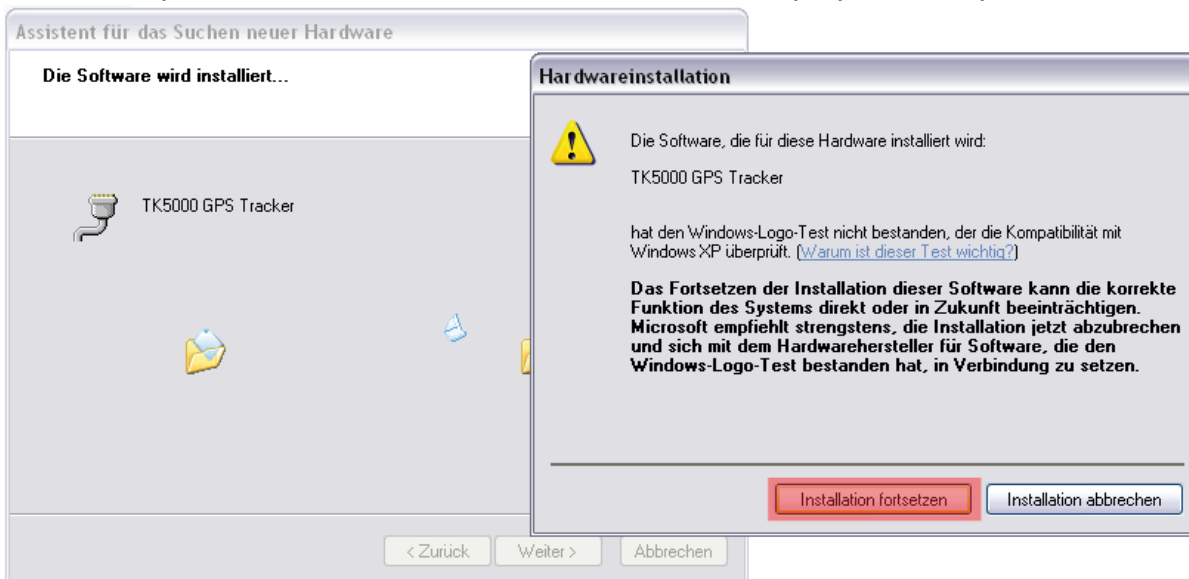 Assistent für das Suchen neuer Hardware
Die Software wird installiert...
TK5000 GPS Tracker
< Zurück
Weiter >
Abbrechen
Hardwareinstallation
Die Software, die für diese Hardware installiert wird:
TK5000 GPS Tracker
hat den Windows-Logo-Test nicht bestanden, der die Kompatibilität mit
Windows XP überprüft. (Warum ist dieser Test wichtig?)
Das Fortsetzen der Installation dieser Software kann die korrekte
Funktion des Systems direkt oder in Zukunft beeinträchtigen.
Microsoft empfiehlt strengstens, die Installation jetzt abzubrechen
und sich mit dem Hardwarehersteller für Software, die den
Windows-Logo-Test bestanden hat, in Verbindung zu setzen.
Installation fortsetzen
Installation abbrechen